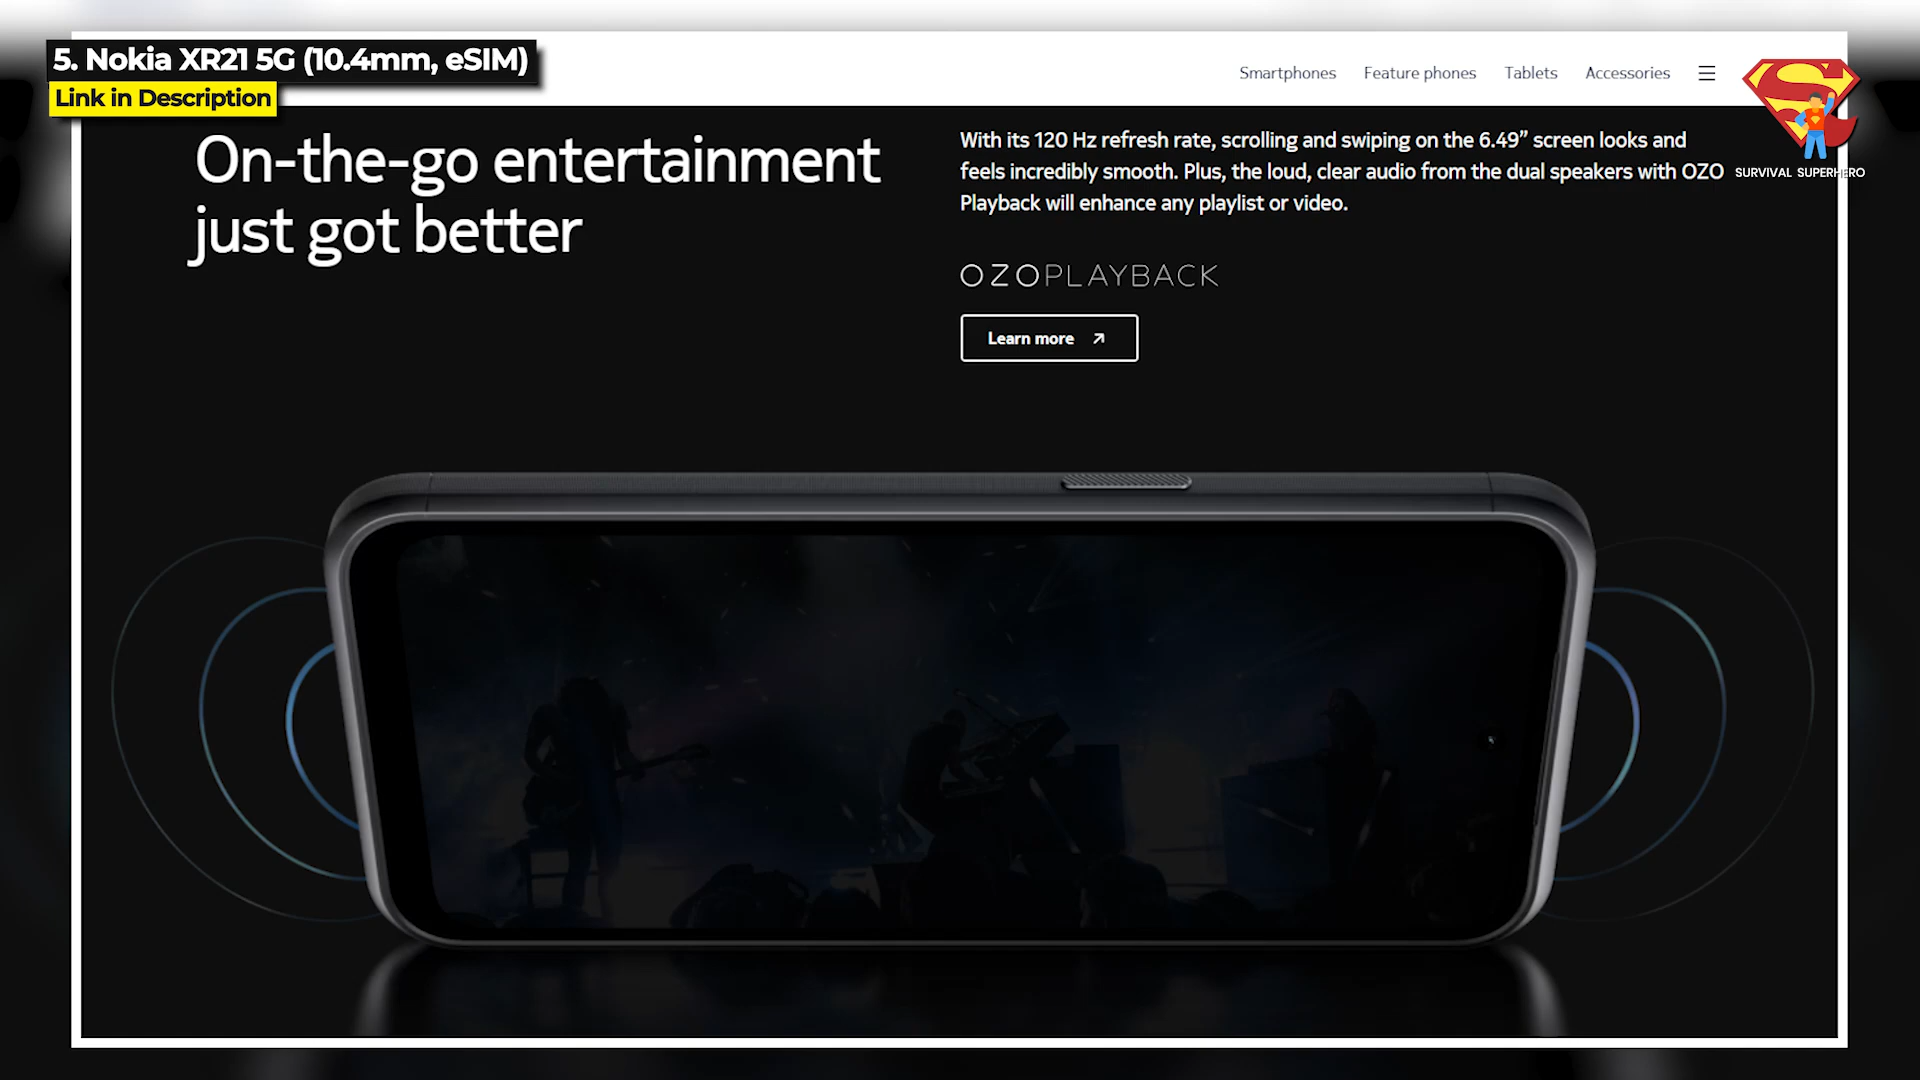 5. Nokia XR21 5G (10.4mm, eSIM)
Link in Description
Smartphones Feature phones Tablets Accessories
SURVIVAL SUPERHERO
On-the-go entertainment
just got better
With its 120 Hz refresh rate, scrolling and swiping on the 6.49” screen looks and
feels incredibly smooth. Plus, the loud, clear audio from the dual speakers with OZO
Playback will enhance any playlist or video.
OZOPLAYBACK
Learn more